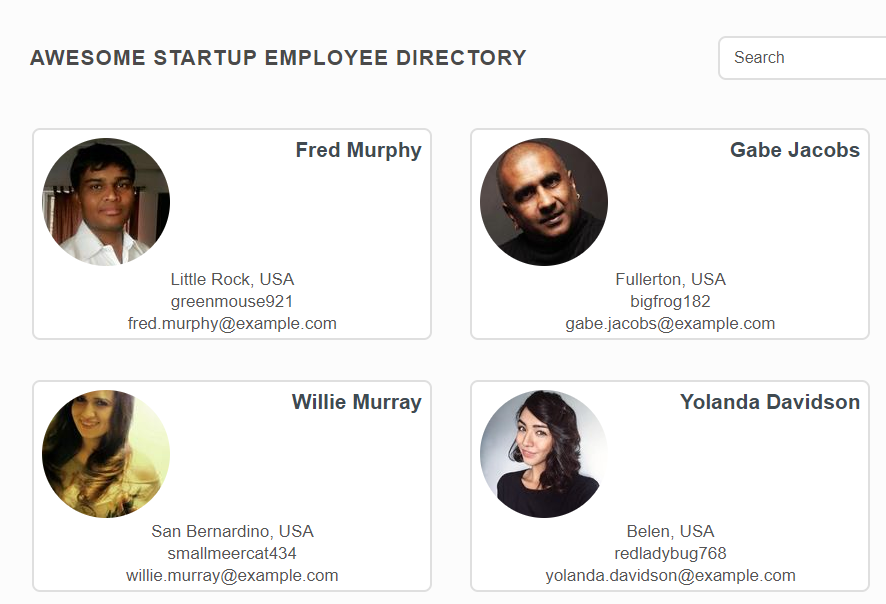 AWESOME STARTUP EMPLOYEE DIRECTORY
Search
Fred Murphy
Little Rock, USA
greenmouse921
fred.murphy@example.com
Gabe Jacobs
Fullerton, USA
bigfrog182
gabe.jacobs@example.com
Willie Murray
San Bernardino, USA
smallmeercat434
willie.murray@example.com
Yolanda Davidson
Belen, USA
redladybug768
yolanda.davidson@example.com